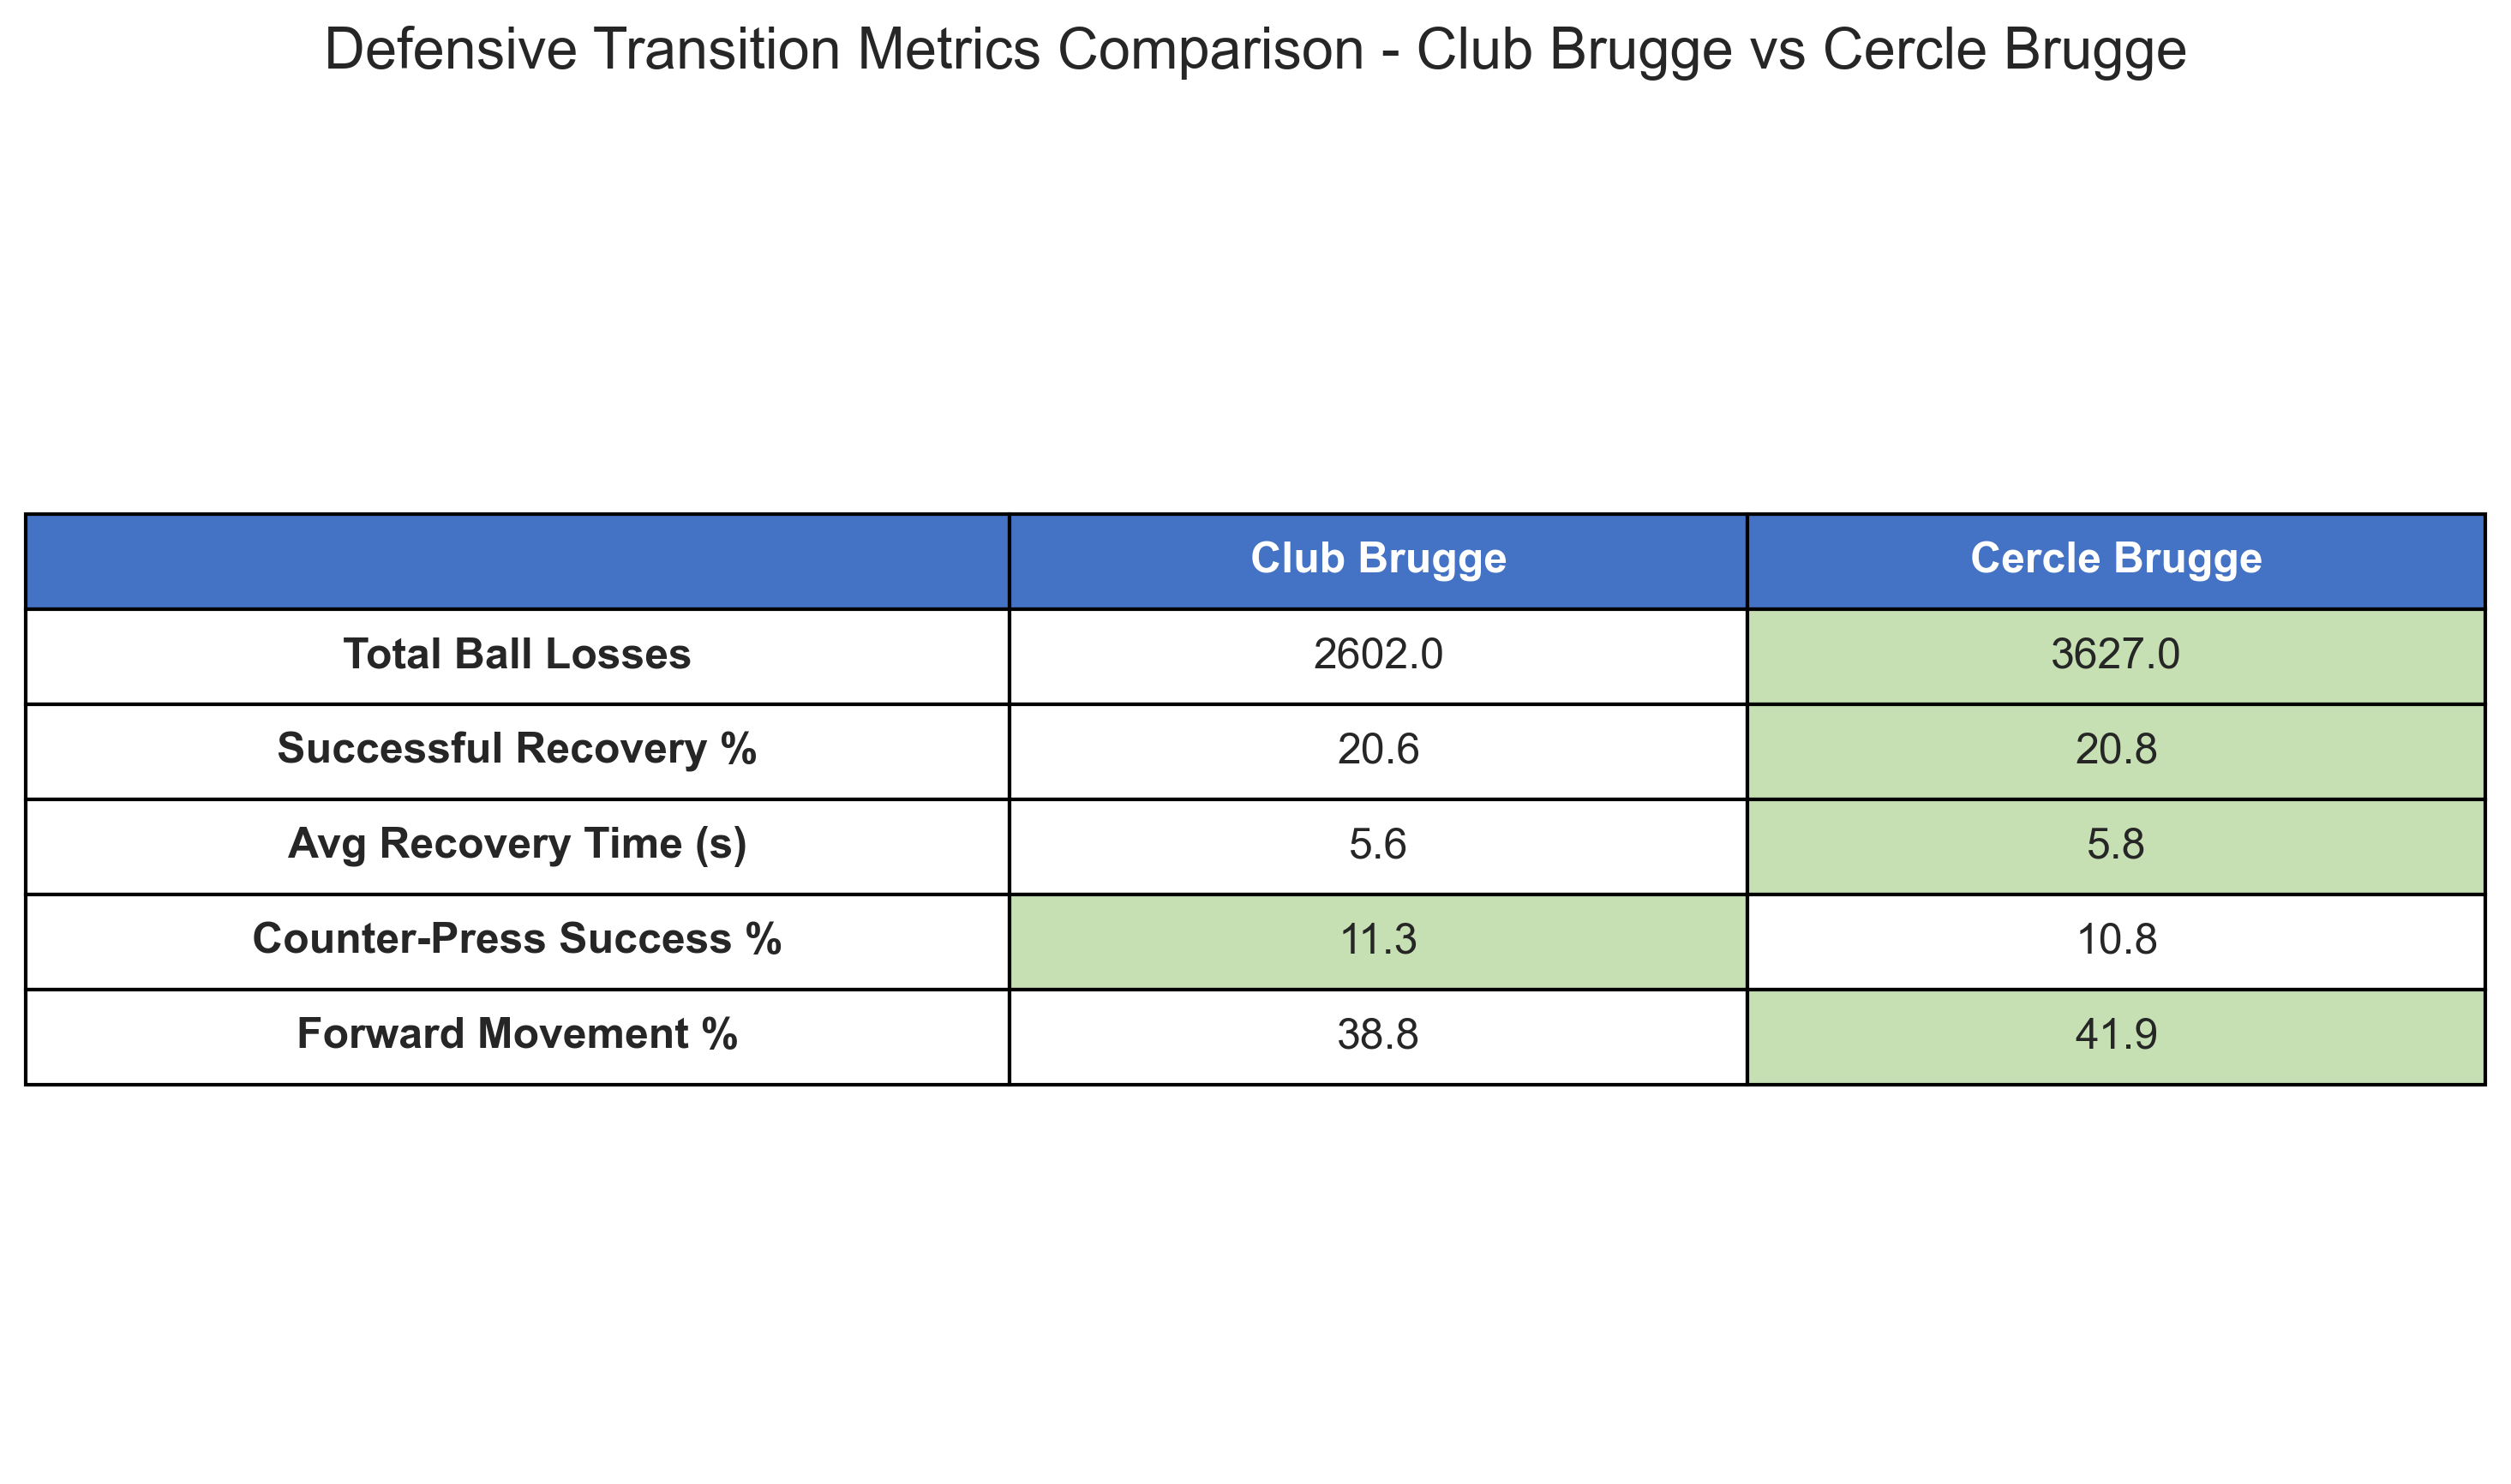 Defensive Transition Metrics Comparison - Club Brugge vs Cercle Brugge
Club Brugge Cercle Brugge
Total Ball Losses 2602.0 3627.0
Successful Recovery % 20.6 20.8
Avg Recovery Time (s) 5.6 5.8
Counter-Press Success % 11.3 10.8
Forward Movement % 38.8 41.9